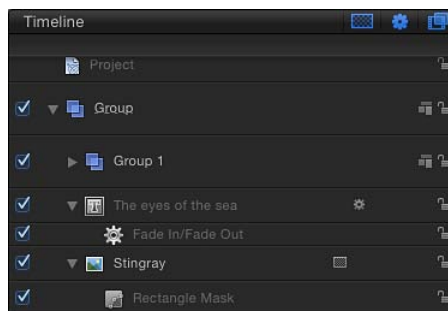 Timeline
Project
Group
Group 1
The eyes of the sea
Fade In/Fade Out
Stingray
Rectangle Mask